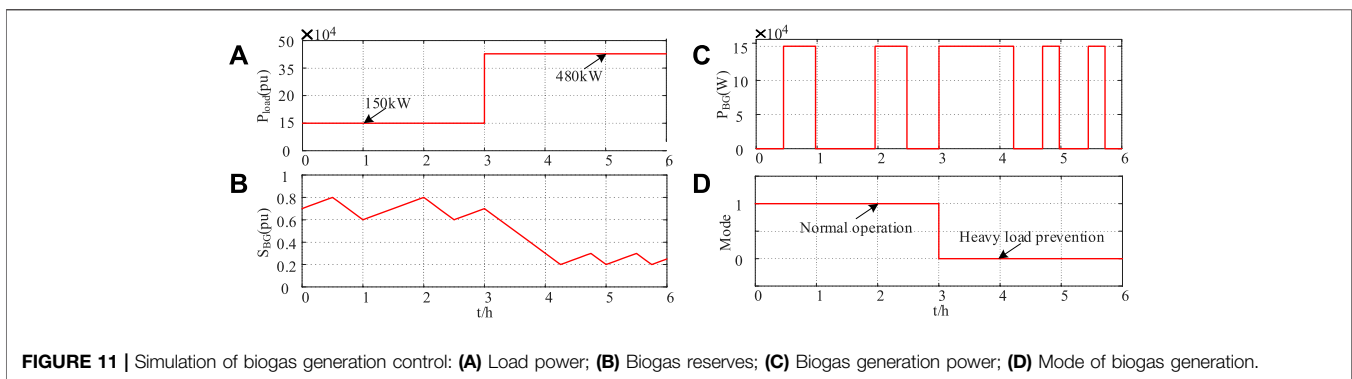 A
×10⁴
50
35
20
15
0
P_load(pu)
150kW
480kW
0 1 2 3 4 5 6
B
1
0.8
0.6
0.4
0.2
0
S_BG(pu)
0 1 2 3 4 5 6
t/h
C
×10⁴
15
10
5
0
P_BG(W)
0 1 2 3 4 5 6
D
1
0
Mode
Normal operation
Heavy load prevention
0 1 2 3 4 5 6
t/h
FIGURE 11 | Simulation of biogas generation control: (A) Load power; (B) Biogas reserves; (C) Biogas generation power; (D) Mode of biogas generation.